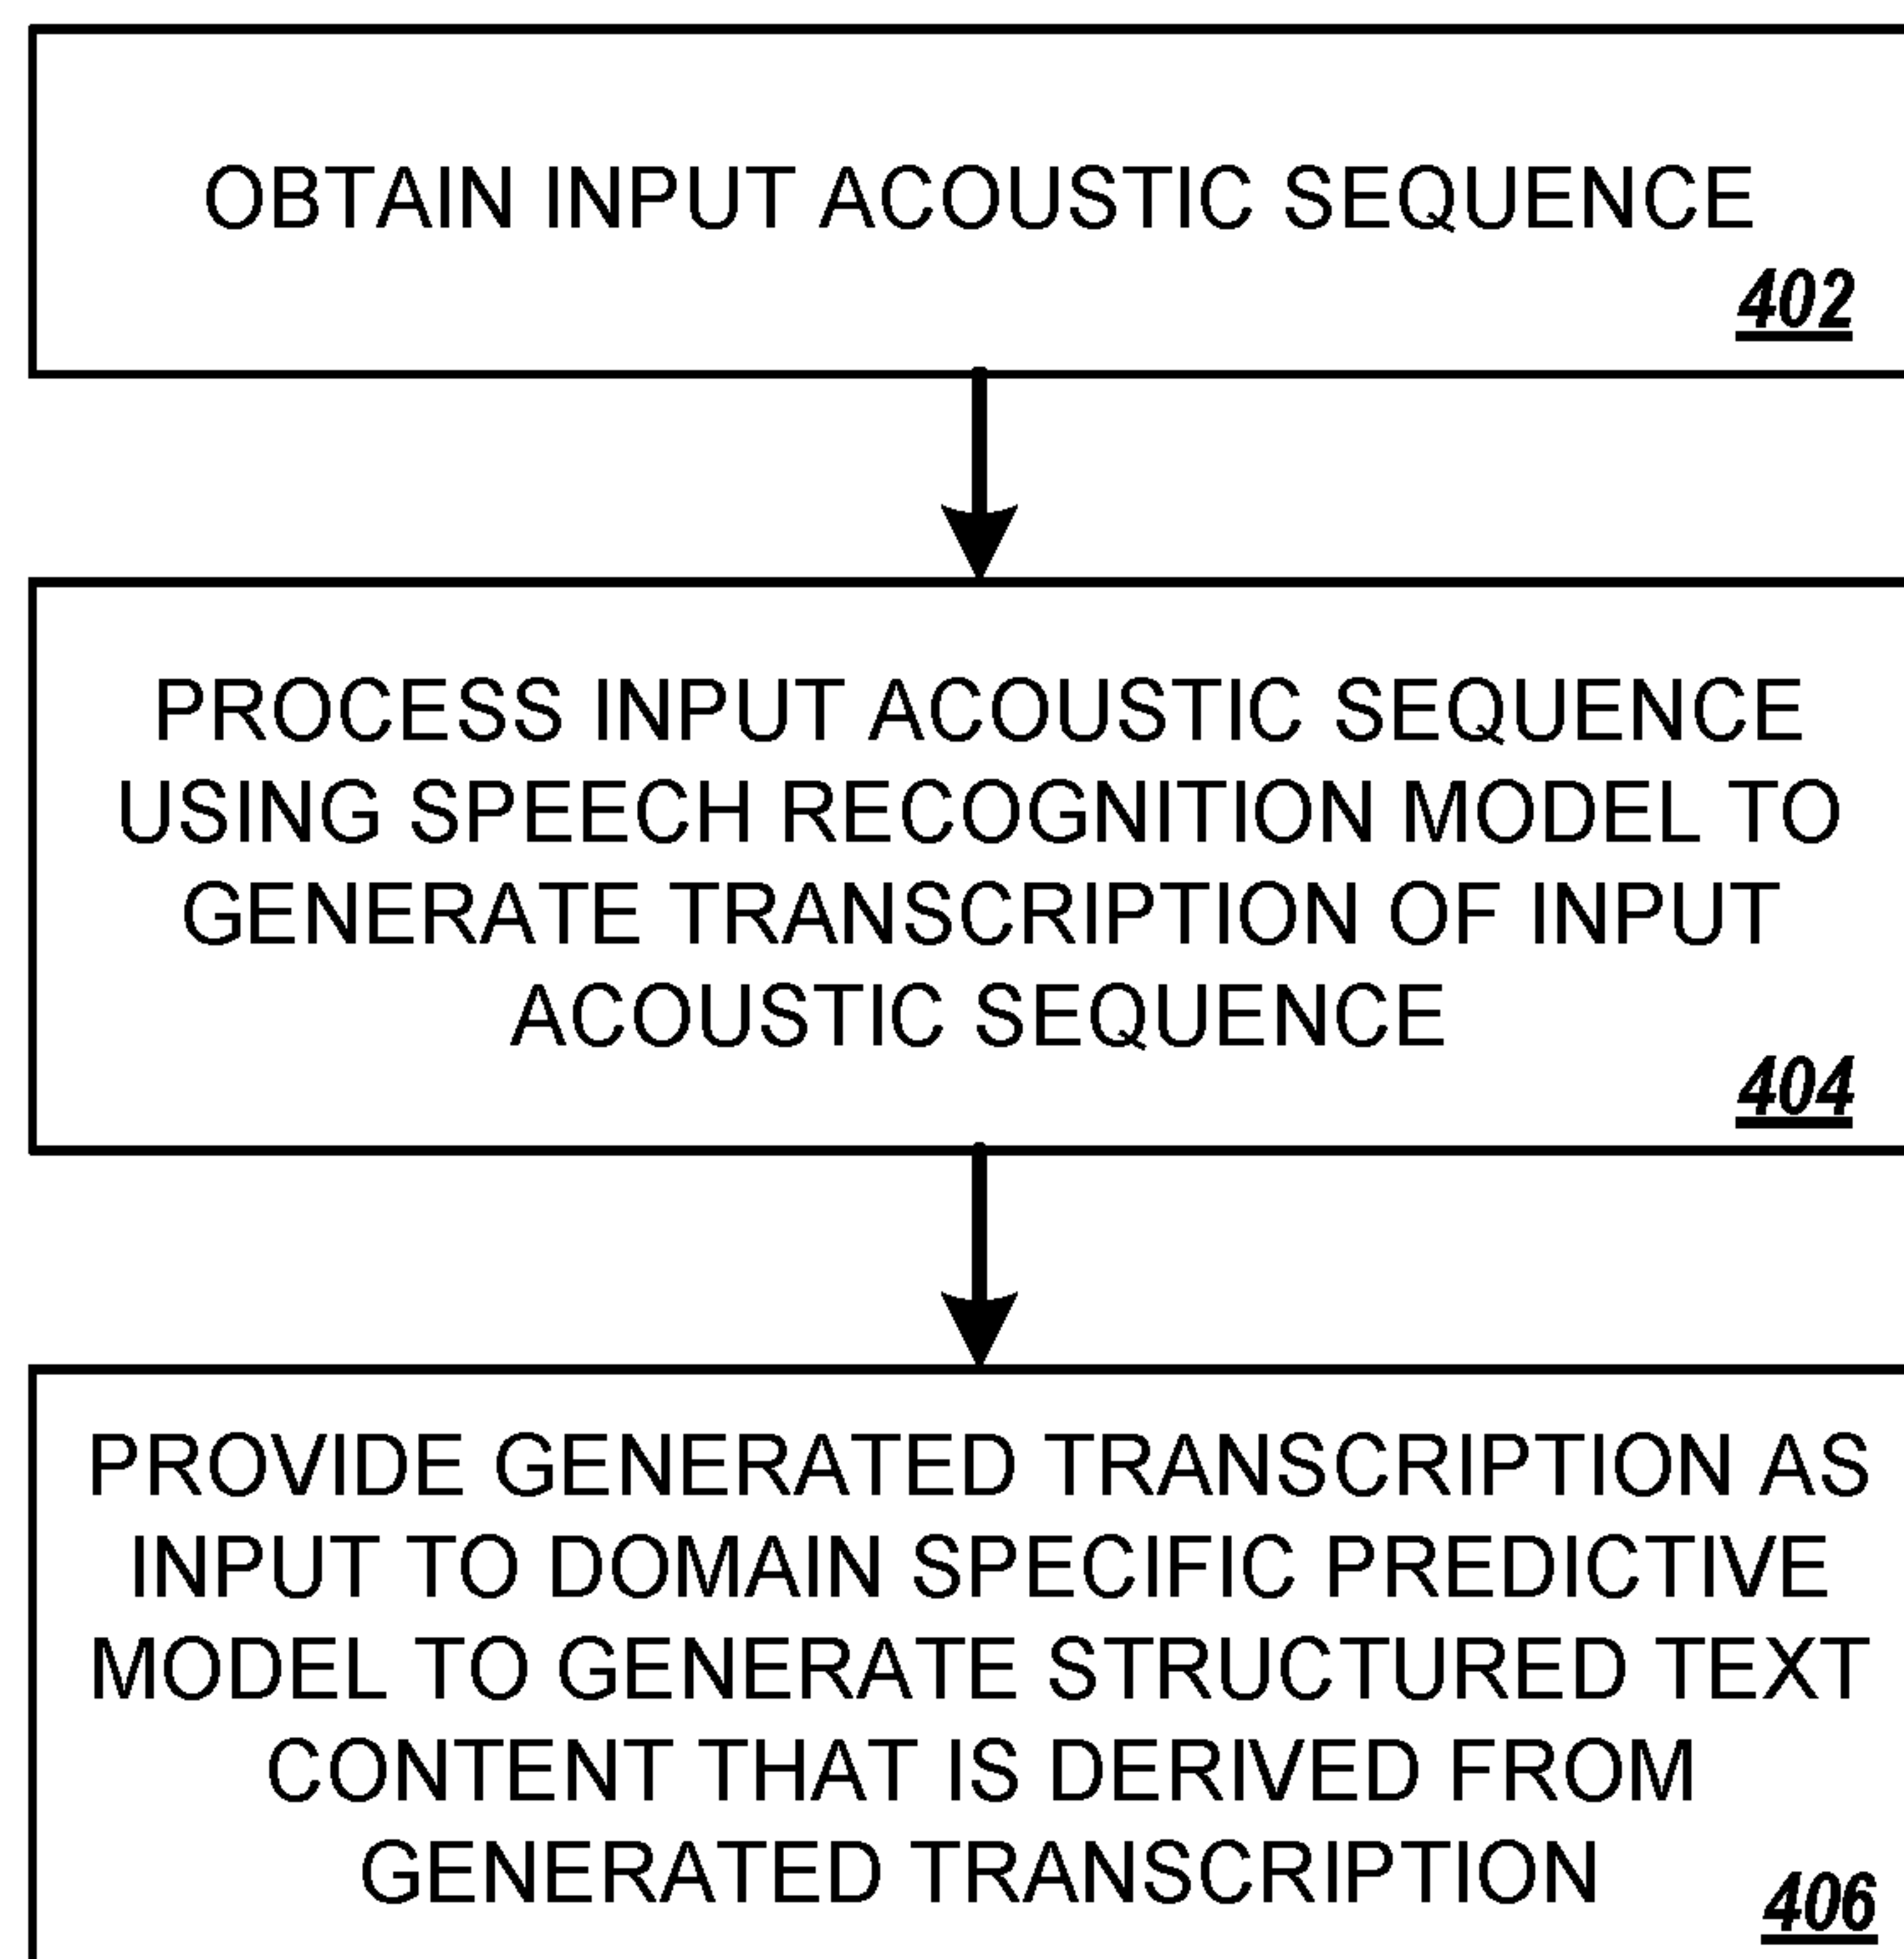 OBTAIN INPUT ACOUSTIC SEQUENCE
402
PROCESS INPUT ACOUSTIC SEQUENCE
USING SPEECH RECOGNITION MODEL TO
GENERATE TRANSCRIPTION OF INPUT
ACOUSTIC SEQUENCE
404
PROVIDE GENERATED TRANSCRIPTION AS
INPUT TO DOMAIN SPECIFIC PREDICTIVE
MODEL TO GENERATE STRUCTURED TEXT
CONTENT THAT IS DERIVED FROM
GENERATED TRANSCRIPTION
406